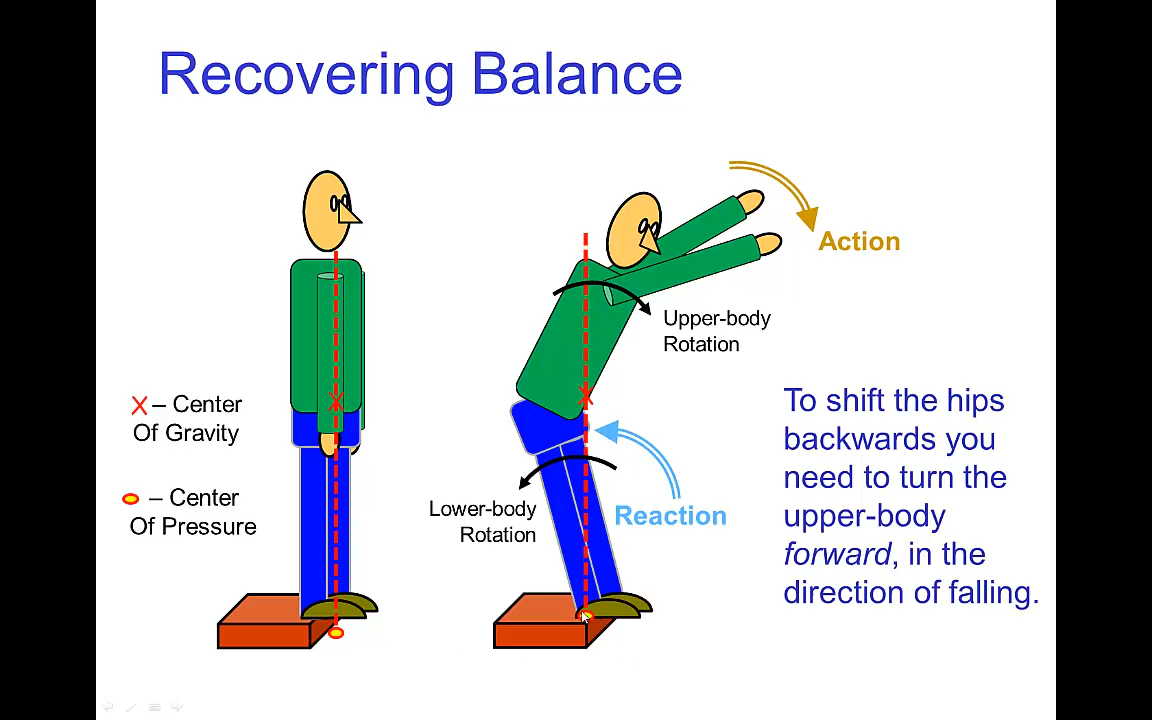 Recovering Balance
Action
Upper-body
Rotation
X – Center
Of Gravity
– Center
Of Pressure
Lower-body
Rotation
Reaction
To shift the hips
backwards you
need to turn the
upper-body
forward, in the
direction of falling.